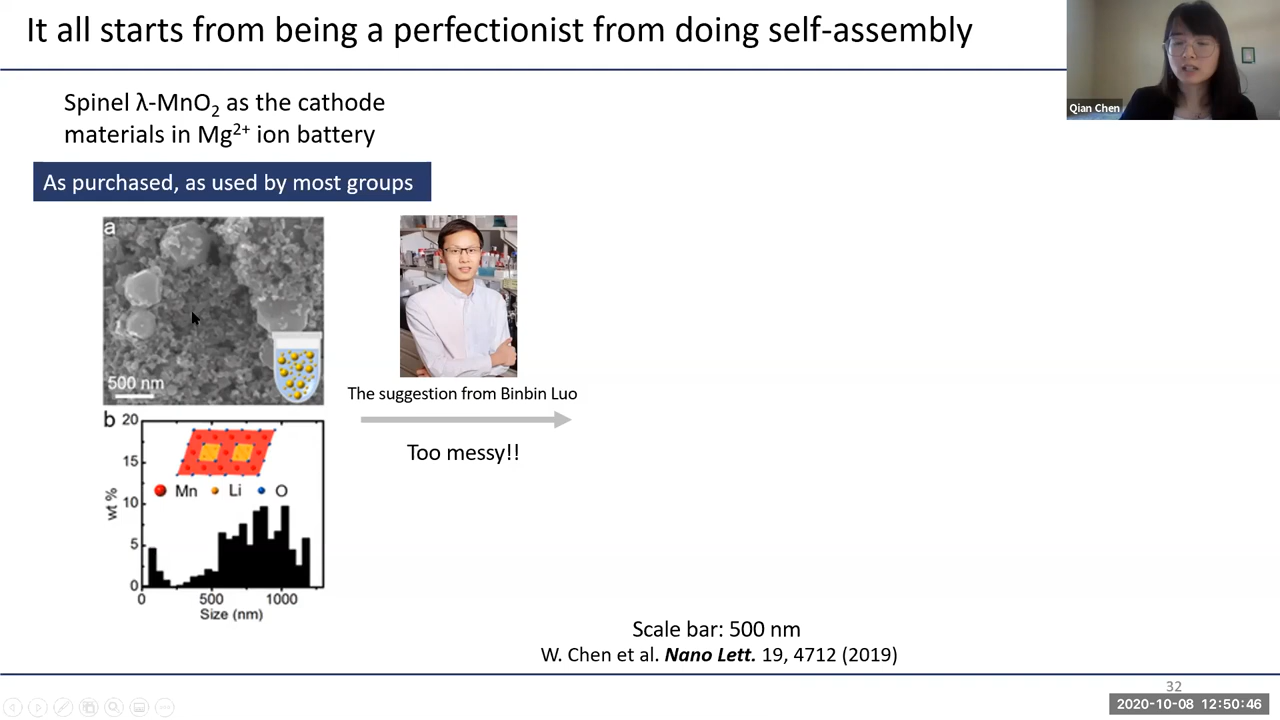 It all starts from being a perfectionist from doing self-assembly
Qian Chen
Spinel λ-MnO₂ as the cathode
materials in Mg²⁺ ion battery
As purchased, as used by most groups
a
500 nm
The suggestion from Binbin Luo
Too messy!!
b
20
15
10
5
0
wt %
Mn Li O
0 500 1000
Size (nm)
Scale bar: 500 nm
W. Chen et al. Nano Lett. 19, 4712 (2019)
32
2020-10-08 12:50:46